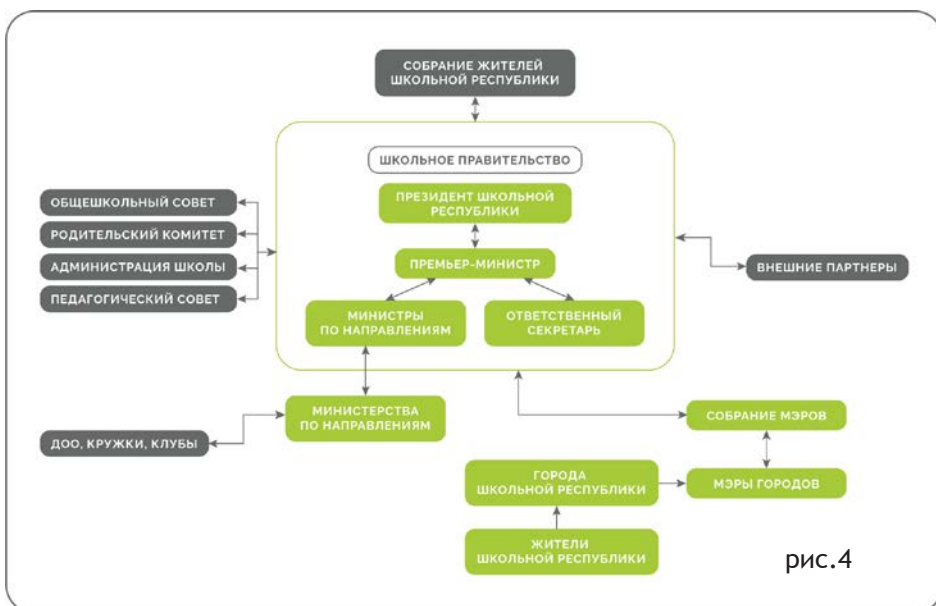 СОБРАНИЕ ЖИТЕЛЕЙ
ШКОЛЬНОЙ РЕСПУБЛИКИ
ШКОЛЬНОЕ ПРАВИТЕЛЬСТВО
ПРЕЗИДЕНТ ШКОЛЬНОЙ
РЕСПУБЛИКИ
ПРЕМЬЕР-МИНИСТР
МИНИСТРЫ
ПО НАПРАВЛЕНИЯМ
ОТВЕТСТВЕННЫЙ
СЕКРЕТАРЬ
ОБЩЕШКОЛЬНЫЙ СОВЕТ
РОДИТЕЛЬСКИЙ КОМИТЕТ
АДМИНИСТРАЦИЯ ШКОЛЫ
ПЕДАГОГИЧЕСКИЙ СОВЕТ
ВНЕШНИЕ ПАРТНЕРЫ
МИНИСТЕРСТВА
ПО НАПРАВЛЕНИЯМ
ДОО, КРУЖКИ, КЛУБЫ
СОБРАНИЕ МЭРОВ
ГОРОДА
ШКОЛЬНОЙ РЕСПУБЛИКИ
МЭРЫ ГОРОДОВ
ЖИТЕЛИ
ШКОЛЬНОЙ РЕСПУБЛИКИ
рис.4